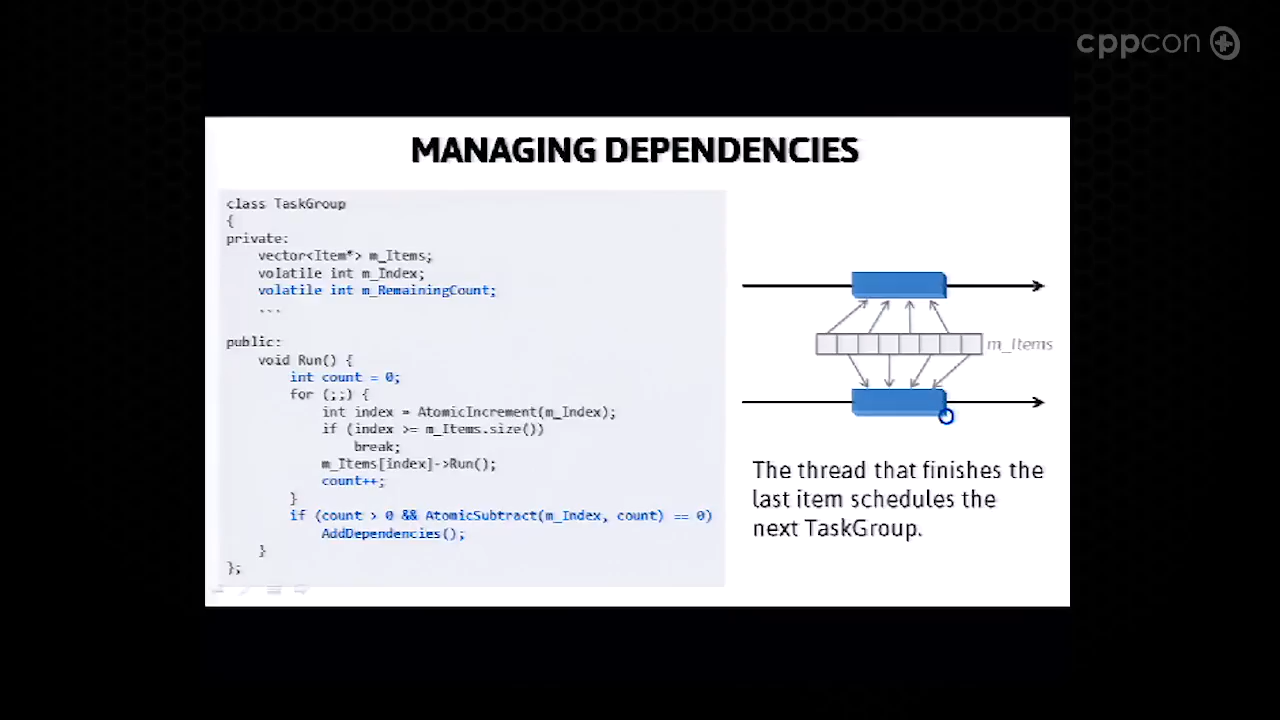 cppcon
MANAGING DEPENDENCIES
class TaskGroup
{
private:
    vector<Item*> m_Items;
    volatile int m_Index;
    volatile int m_RemainingCount;
    ...
public:
    void Run() {
        int count = 0;
        for (;;) {
            int index = AtomicIncrement(m_Index);
            if (index >= m_Items.size())
                break;
            m_Items[index]->Run();
            count++;
        }
        if (count > 0 && AtomicSubtract(m_Index, count) == 0)
            AddDependencies();
    }
};
m_Items
The thread that finishes the
last item schedules the
next TaskGroup.